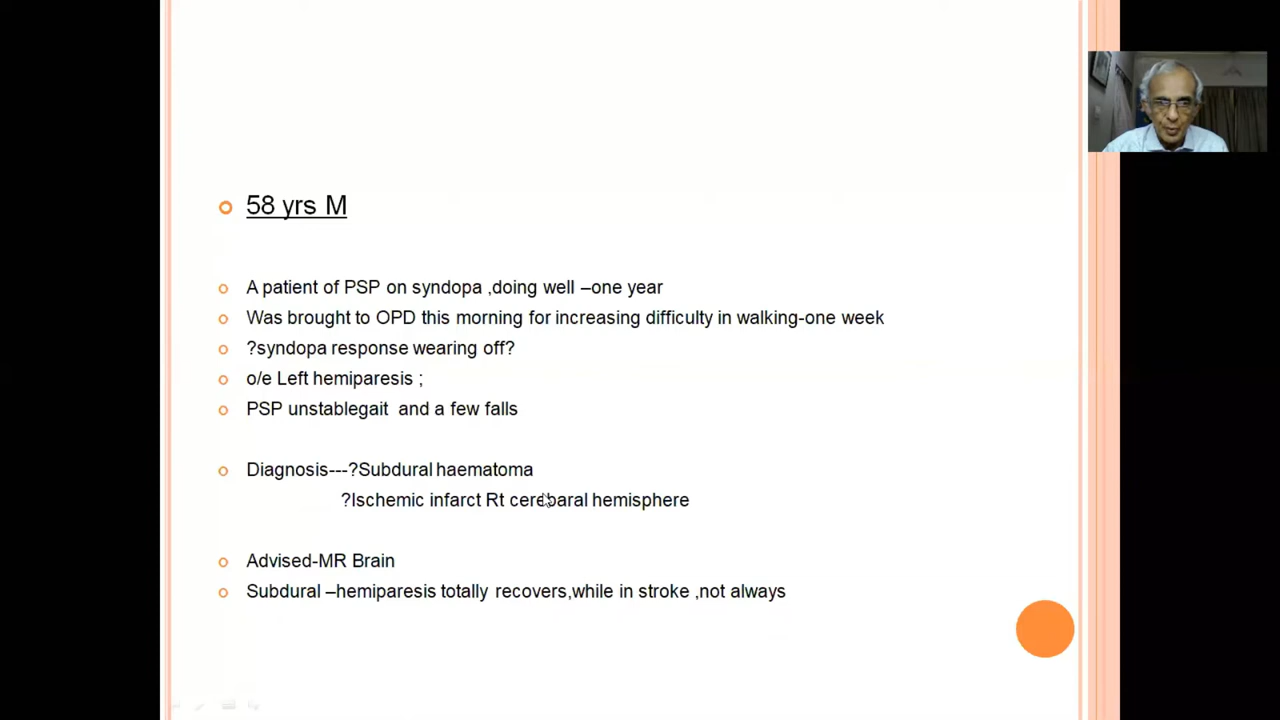 58 yrs M
A patient of PSP on syndopa ,doing well –one year
Was brought to OPD this morning for increasing difficulty in walking-one week
?syndopa response wearing off?
o/e Left hemiparesis ;
PSP unstablegait and a few falls
Diagnosis---?Subdural haematoma
?Ischemic infarct Rt cerebaral hemisphere
Advised-MR Brain
Subdural –hemiparesis totally recovers,while in stroke ,not always